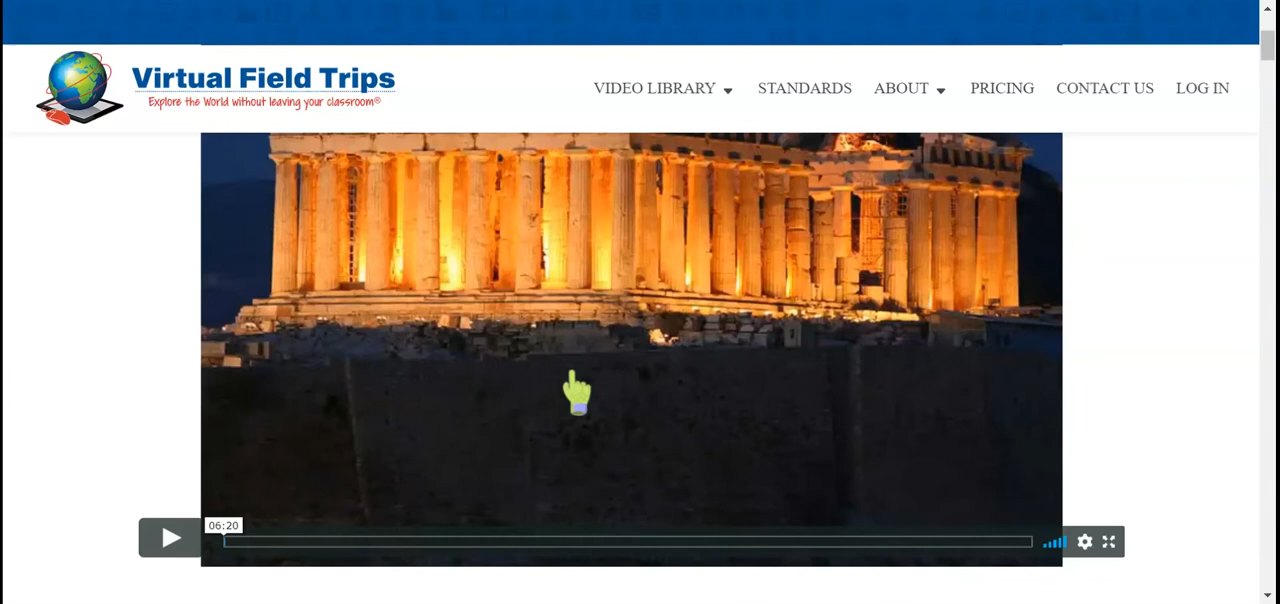 Virtual Field Trips
Explore the World without leaving your classroom®
VIDEO LIBRARY STANDARDS ABOUT PRICING CONTACT US LOG IN
06:20